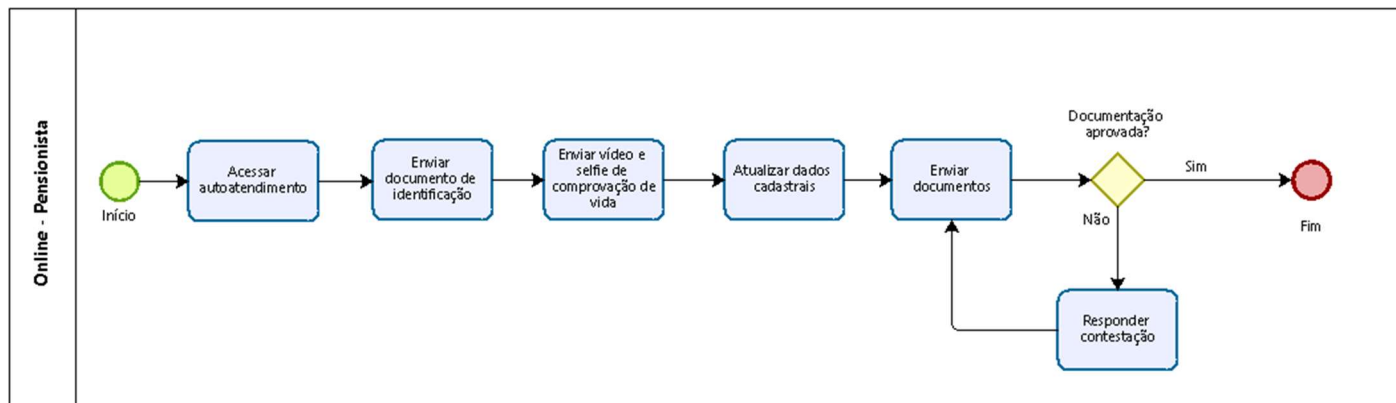 Online - Pensionista
Início
Acessar
autoatendimento
Enviar
documento de
identificação
Enviar vídeo e
selfie de
comprovação de
vida
Atualizar dados
cadastrais
Enviar
documentos
Documentação
aprovada?
Sim
Não
Fim
Responder
contestação